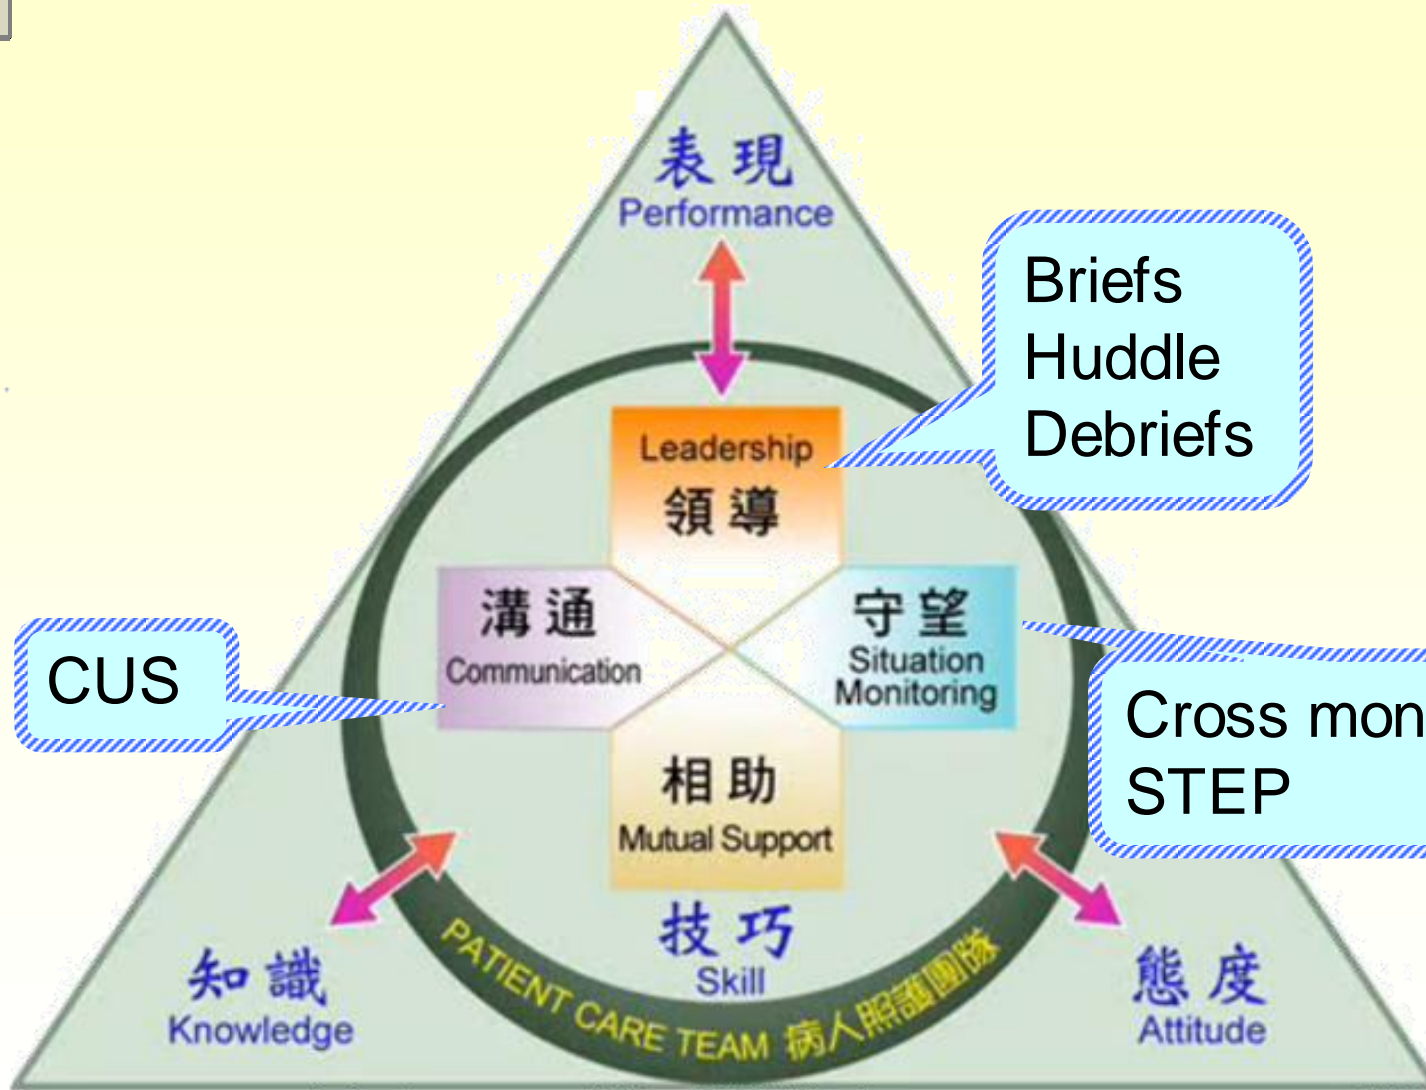 表現
Performance
Briefs
Huddle
Debriefs
Leadership
領導
溝通
Communication
守望
Situation
Monitoring
CUS
Cross mon
STEP
相助
Mutual Support
技巧
Skill
知識
Knowledge
態度
Attitude
PATIENT CARE TEAM 病人照護團隊